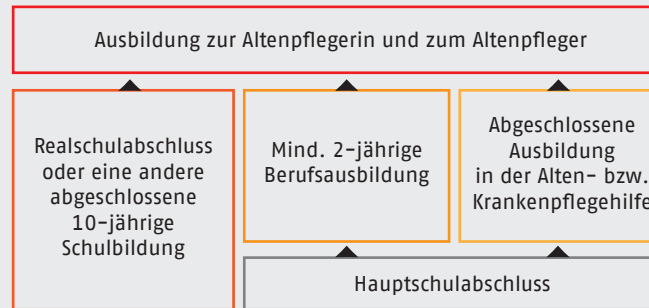 Ausbildung zur Altenpflegerin und zum Altenpfleger
Realschulabschluss
oder eine andere
abgeschlossene
10-jährige
Schulbildung
Mind. 2-jährige
Berufsausbildung
Abgeschlossene
Ausbildung
in der Alten- bzw.
Krankenpflegehilfe
Hauptschulabschluss